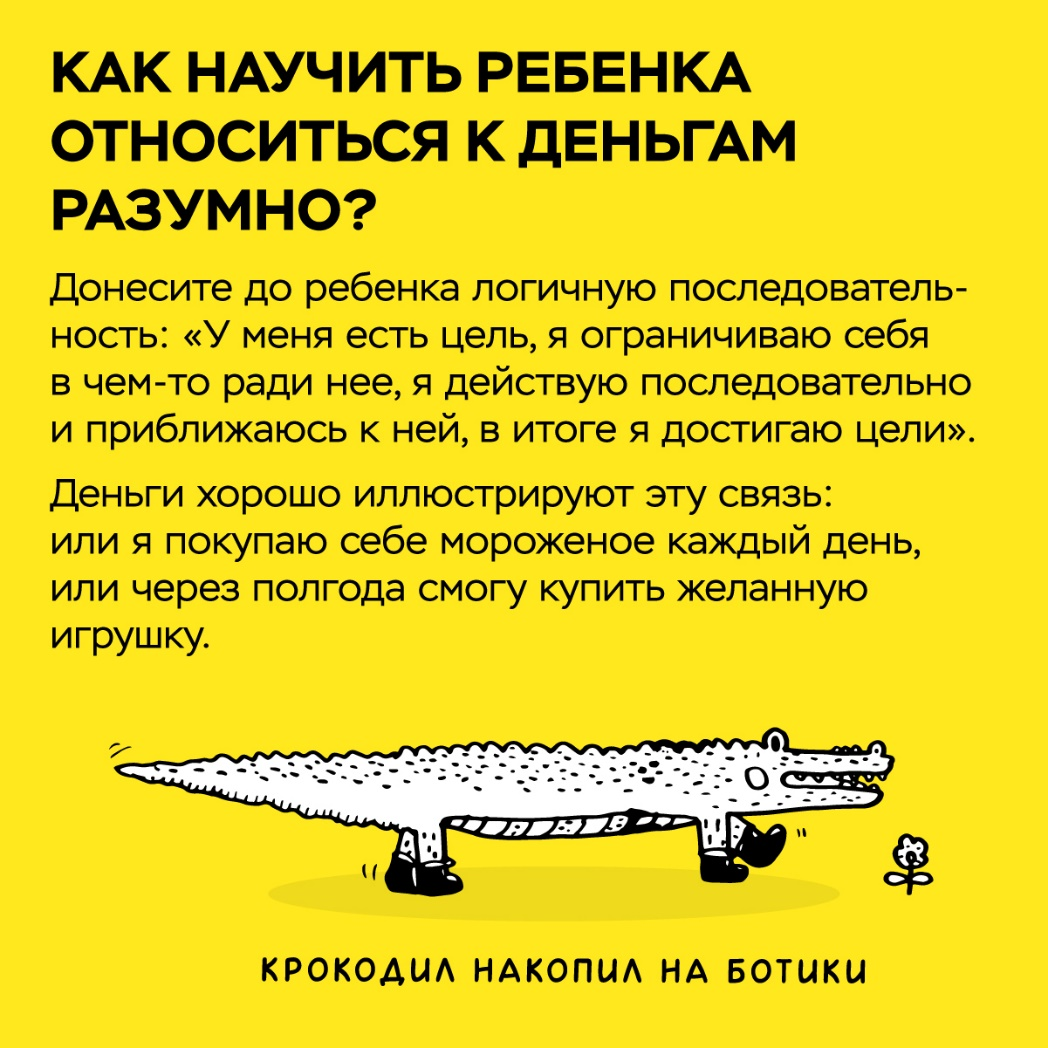 КАК НАУЧИТЬ РЕБЕНКА
ОТНОСИТЬСЯ К ДЕНЬГАМ
РАЗУМНО?
Донесите до ребенка логичную последователь-
ность: «У меня есть цель, я ограничиваю себя
в чем-то ради нее, я действую последовательно
и приближаюсь к ней, в итоге я достигаю цели».
Деньги хорошо иллюстрируют эту связь:
или я покупаю себе мороженое каждый день,
или через полгода смогу купить желанную
игрушку.
КРОКОДИЛ НАКОПИЛ НА БОТИКИ